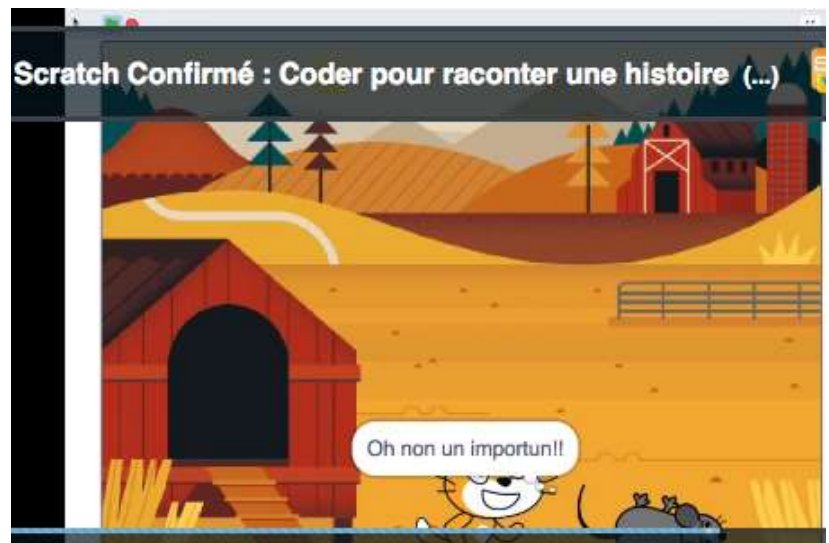 Scratch Confirmé : Coder pour raconter une histoire (...)
Oh non un importun!!